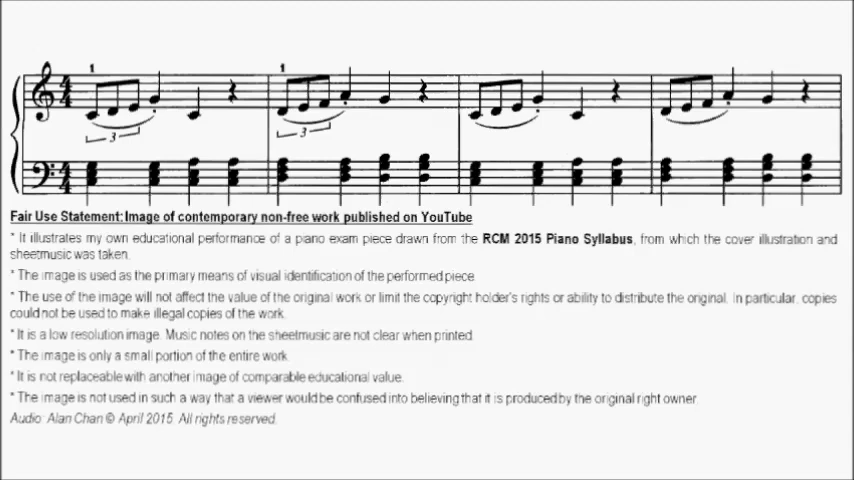 1 1
3 3
Fair Use Statement: Image of contemporary non-free work published on YouTube
* It illustrates my own educational performance of a piano exam piece drawn from the RCM 2015 Piano Syllabus, from which the cover illustration and
sheetmusic was taken.
* The image is used as the primary means of visual identification of the performed piece.
* The use of the image will not affect the value of the original work or limit the copyright holder's rights or ability to distribute the original. In particular, copies
could not be used to make illegal copies of the work.
* It is a low resolution image. Music notes on the sheetmusic are not clear when printed.
* The image is only a small portion of the entire work.
* It is not replaceable with another image of comparable educational value.
* The image is not used in such a way that a viewer would be confused into believing that it is produced by the original right owner
Audio: Alan Chan © April 2015. All rights reserved.